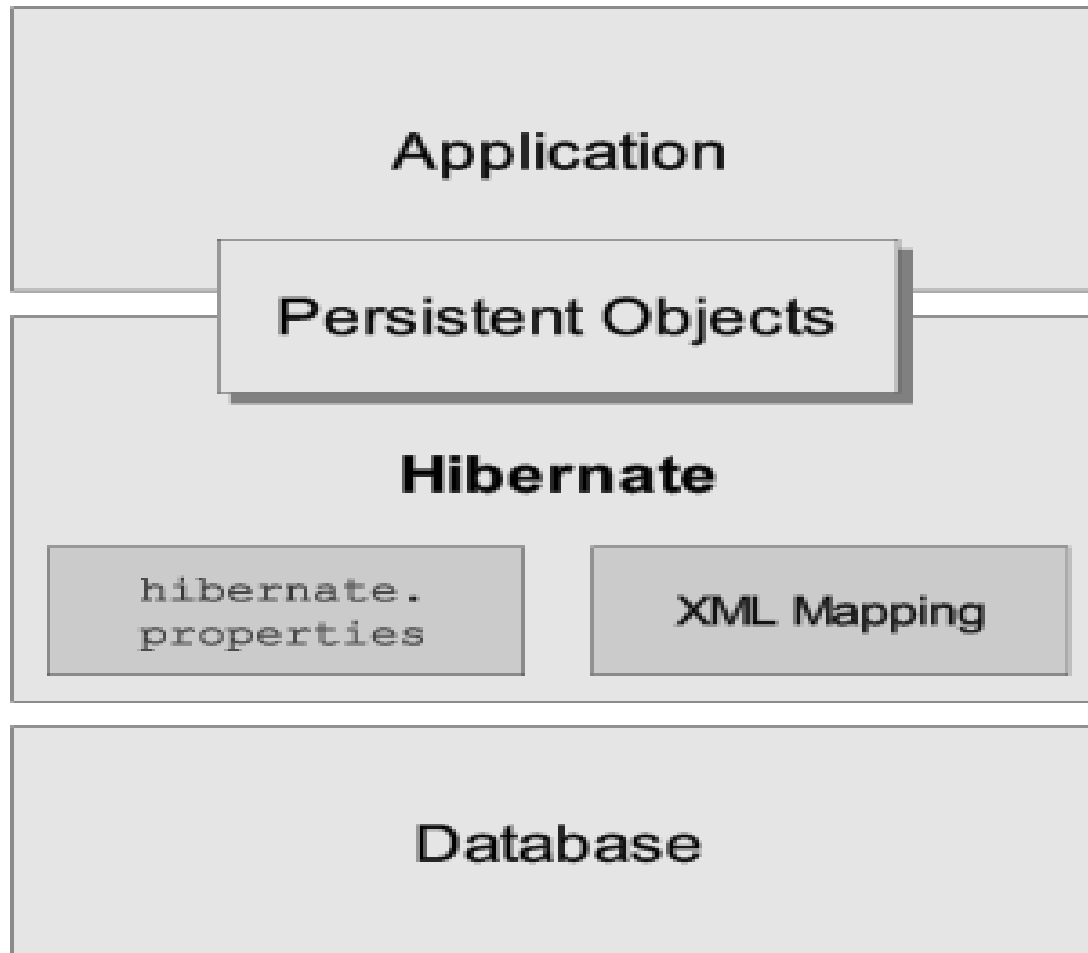 Application
Persistent Objects
Hibernate
hibernate.
properties
XML Mapping
Database